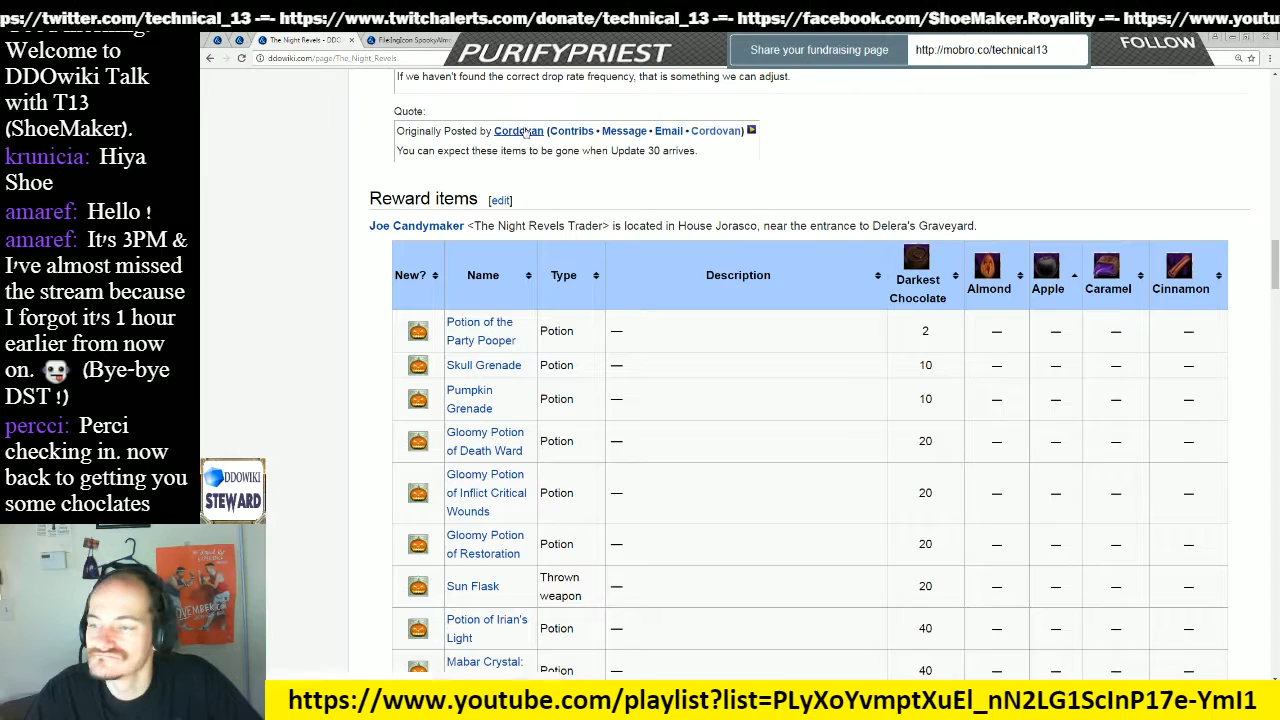 ps://twitter.com/technical_13 -=- https://www.twitchalerts.com/donate/technical_13 -=- https://facebook.com/ShoeMaker.Royality -=- https://www.youtu
Welcome to
DDOwiki Talk
with T13
(ShoeMaker).
krunicia: Hiya
Shoe
amaref: Hello !
amaref: It's 3PM &
I've almost missed
the stream because
I forgot it's 1 hour
earlier from now
on. (Bye-bye
DST !)
percci: Perci
checking in. now
back to getting you
some choclates
DDOWIKI
STEWARD
The Night Revels - DDO
ddowiki.com/page/The_Night_Revels
PURIFYPRIEST
Share your fundraising page
http://mobro.co/technical13
FOLLOW
If we haven't found the correct drop rate frequency, that is something we can adjust.
Quote:
Originally Posted by Cordovan (Contribs • Message • Email • Cordovan)
You can expect these items to be gone when Update 30 arrives.
Reward items [edit]
Joe Candymaker <The Night Revels Trader> is located in House Jorasco, near the entrance to Delera's Graveyard.
New? Name Type Description Darkest Chocolate Almond Apple Caramel Cinnamon
Potion of the Party Pooper Potion — 2 — — — —
Skull Grenade Potion — 10 — — — —
Pumpkin Grenade Potion — 10 — — — —
Gloomy Potion of Death Ward Potion — 20 — — — —
Gloomy Potion of Inflict Critical Wounds Potion — 20 — — — —
Gloomy Potion of Restoration Potion — 20 — — — —
Sun Flask Thrown weapon — 20 — — — —
Potion of Irian's Light Potion — 40 — — — —
Mabar Crystal: Potion — 40 — — — —
https://www.youtube.com/playlist?list=PLyXoYvmptXuEl_nN2LG1ScInP17e-YmI1